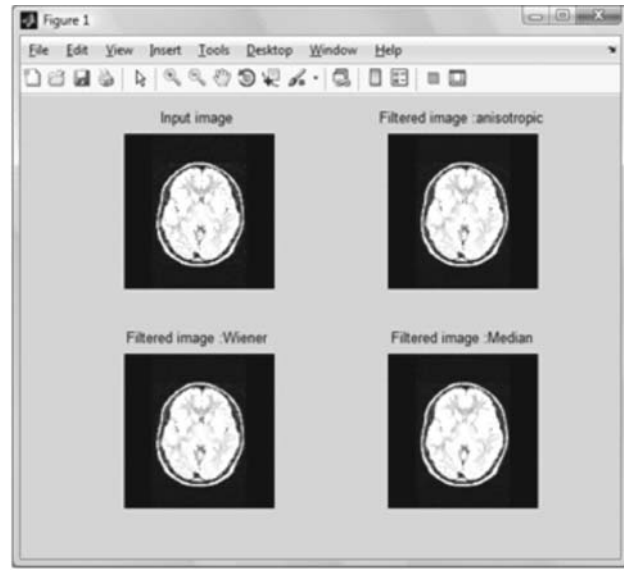 Figure 1
File Edit View Insert Tools Desktop Window Help
Input image
Filtered image :anisotropic
Filtered image :Wiener
Filtered image :Median